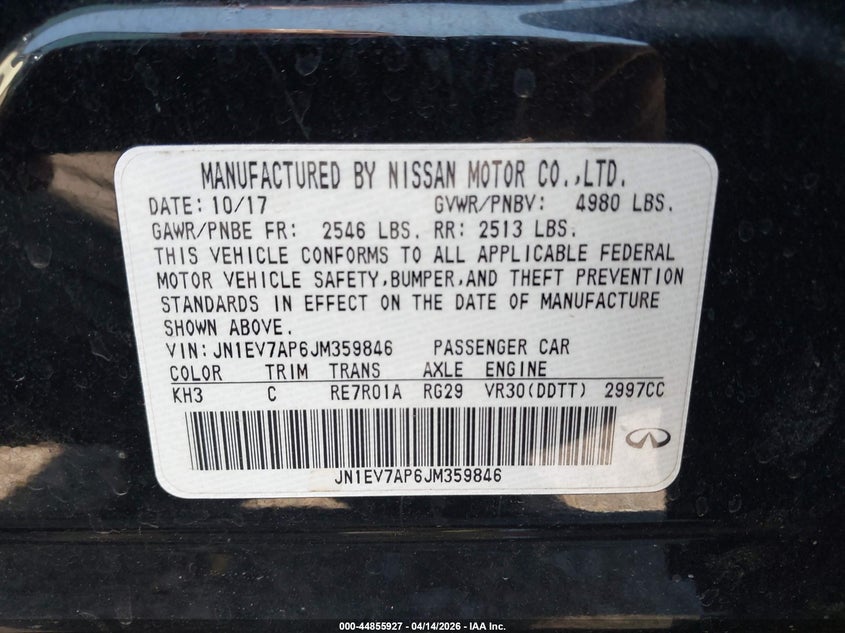 MANUFACTURED BY NISSAN MOTOR CO.,LTD.
DATE: 10/17 GVWR/PNBV: 4980 LBS.
GAWR/PNBE FR: 2546 LBS. RR: 2513 LBS.
THIS VEHICLE CONFORMS TO ALL APPLICABLE FEDERAL
MOTOR VEHICLE SAFETY,BUMPER,AND THEFT PREVENTION
STANDARDS IN EFFECT ON THE DATE OF MANUFACTURE
SHOWN ABOVE.
VIN: JN1EV7AP6JM359846 PASSENGER CAR
COLOR TRIM TRANS AXLE ENGINE
KH3 C RE7R01A RG29 VR30(DDTT) 2997CC
JN1EV7AP6JM359846
000-44855927 - 04/14/2026 - IAA Inc.